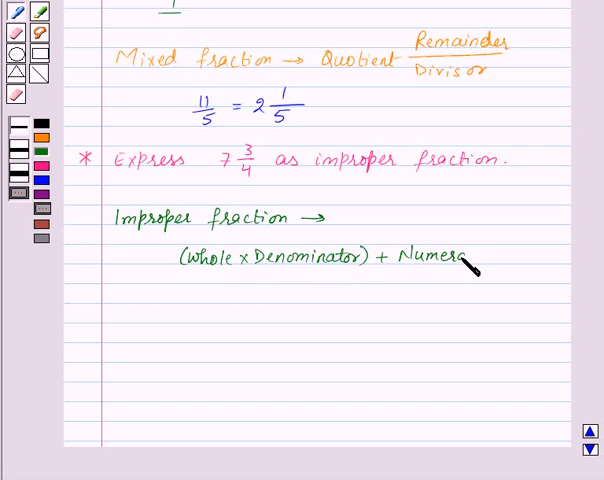 1
Mixed fraction → Quotient Remainder/Divisor
11/5 = 2 1/5
* Express 7 3/4 as improper fraction.
Improper fraction →
(Whole x Denominator) + Numera